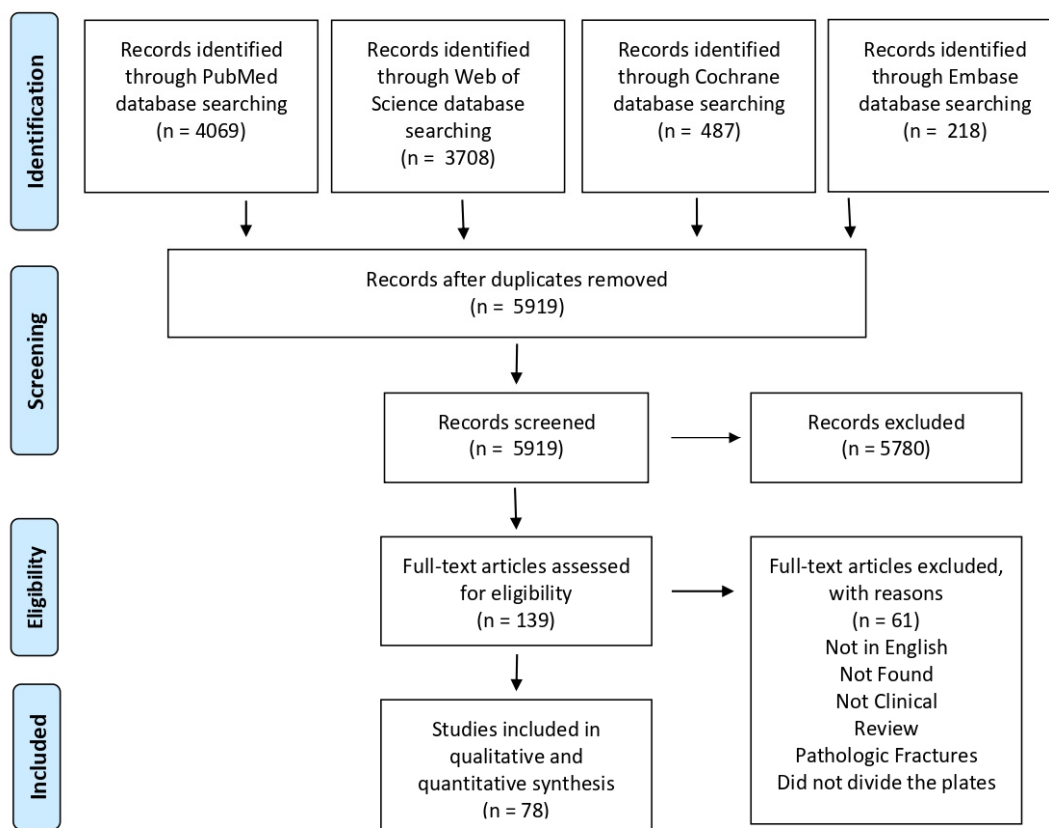 Identification
Records identified
through PubMed
database searching
(n = 4069)
Records identified
through Web of
Science database
searching
(n = 3708)
Records identified
through Cochrane
database searching
(n = 487)
Records identified
through Embase
database searching
(n = 218)
Screening
Records after duplicates removed
(n = 5919)
Records screened
(n = 5919)
Records excluded
(n = 5780)
Eligibility
Full-text articles assessed
for eligibility
(n = 139)
Full-text articles excluded,
with reasons
(n = 61)
Not in English
Not Found
Not Clinical
Review
Pathologic Fractures
Did not divide the plates
Included
Studies included in
qualitative and
quantitative synthesis
(n = 78)